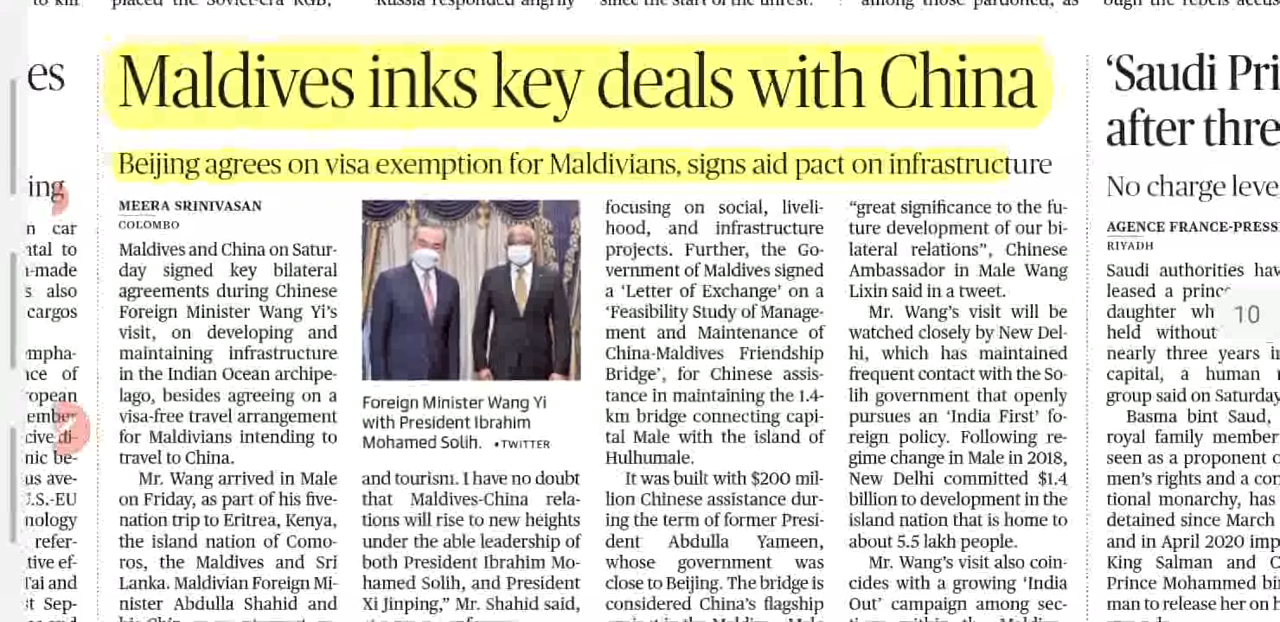 Maldives inks key deals with China
Beijing agrees on visa exemption for Maldivians, signs aid pact on infrastructure
MEERA SRINIVASAN
COLOMBO
Maldives and China on Satur-
day signed key bilateral
agreements during Chinese
Foreign Minister Wang Yi's
visit, on developing and
maintaining infrastructure
in the Indian Ocean archipe-
lago, besides agreeing on a
visa-free travel arrangement
for Maldivians intending to
travel to China.
Mr. Wang arrived in Male
on Friday, as part of his five-
nation trip to Eritrea, Kenya,
the island nation of Como-
ros, the Maldives and Sri
Lanka. Maldivian Foreign Mi-
nister Abdulla Shahid and
Foreign Minister Wang Yi
with President Ibrahim
Mohamed Solih. •TWITTER
and tourism. I have no doubt
that Maldives-China rela-
tions will rise to new heights
under the able leadership of
both President Ibrahim Mo-
hamed Solih, and President
Xi Jinping,” Mr. Shahid said,
focusing on social, liveli-
hood, and infrastructure
projects. Further, the Go-
vernment of Maldives signed
a ‘Letter of Exchange’ on a
‘Feasibility Study of Manage-
ment and Maintenance of
China-Maldives Friendship
Bridge’, for Chinese assis-
tance in maintaining the 1.4-
km bridge connecting capi-
tal Male with the island of
Hulhumale.
It was built with $200 mil-
lion Chinese assistance dur-
ing the term of former Presi-
dent Abdulla Yameen,
whose government was
close to Beijing. The bridge is
considered China’s flagship
“great significance to the fu-
ture development of our bi-
lateral relations”, Chinese
Ambassador in Male Wang
Lixin said in a tweet.
Mr. Wang’s visit will be
watched closely by New Del-
hi, which has maintained
frequent contact with the So-
lih government that openly
pursues an ‘India First’ fo-
reign policy. Following re-
gime change in Male in 2018,
New Delhi committed $1.4
billion to development in the
island nation that is home to
about 5.5 lakh people.
Mr. Wang’s visit also coin-
cides with a growing ‘India
Out’ campaign among sec-
‘Saudi Pri
after thre
No charge leve
AGENCE FRANCE-PRESS
RIYADH
Saudi authorities hav
leased a princ
daughter wh
held without
nearly three years in
capital, a human
group said on Saturday
Basma bint Saud,
royal family member
seen as a proponent o
men’s rights and a con
tional monarchy, has
detained since March
and in April 2020 imp
King Salman and C
Prince Mohammed bin
man to release her on h
10